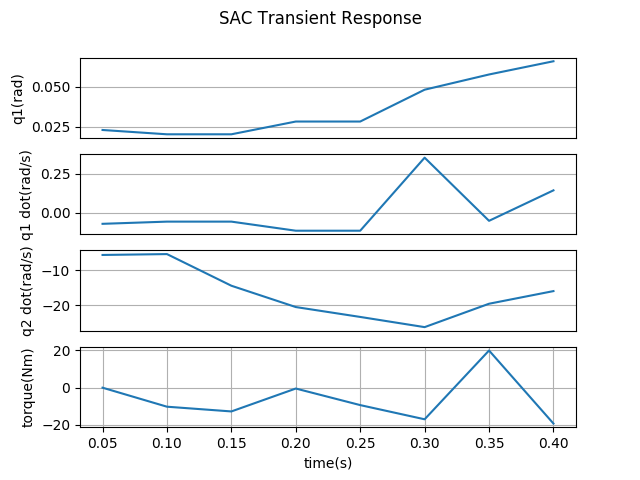 SAC Transient Response
q1(rad)
0.050
0.025
q1 dot(rad/s)
0.25
0.00
q2 dot(rad/s)
−10
−20
torque(Nm)
20
0
−20
0.05 0.10 0.15 0.20 0.25 0.30 0.35 0.40
time(s)